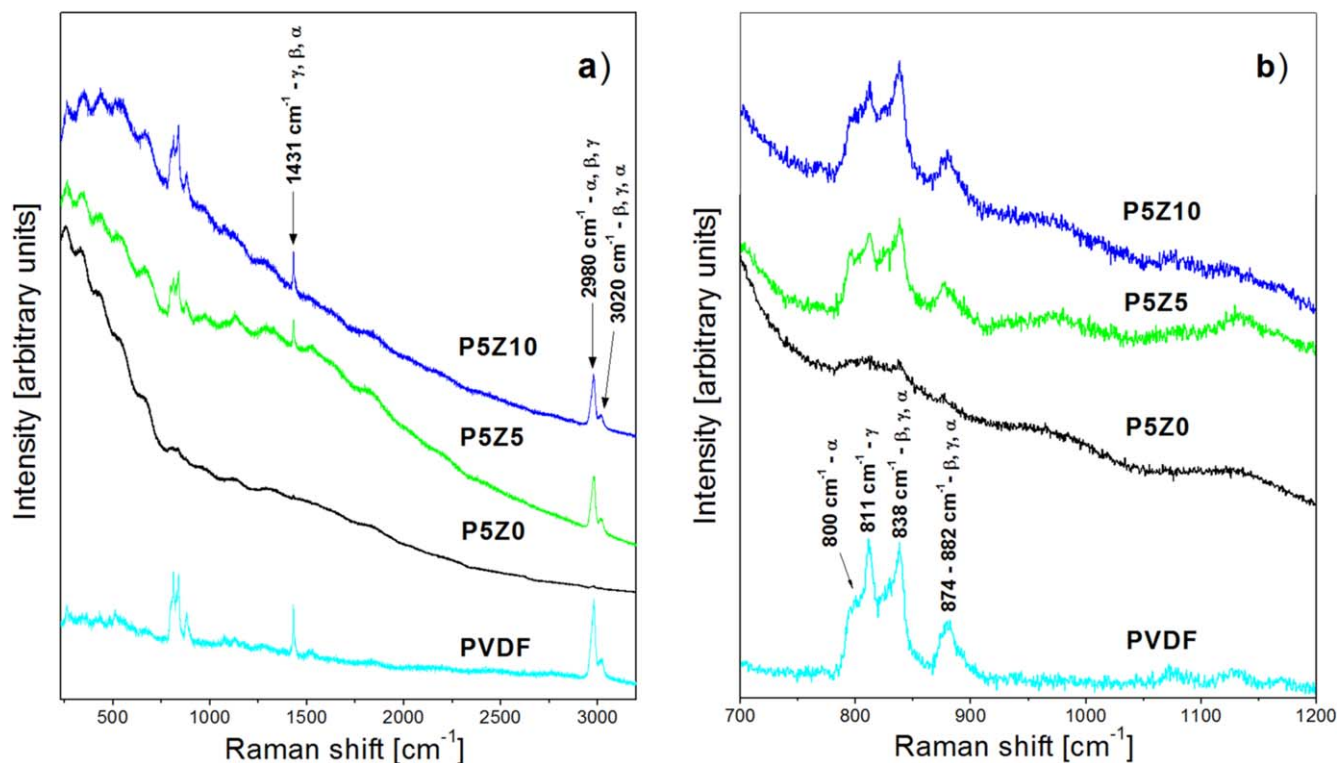 a)
1431 cm⁻¹ - γ, β, α
2980 cm⁻¹ - α, β, γ
3020 cm⁻¹ - β, γ, α
P5Z10
P5Z5
P5Z0
PVDF
Intensity [arbitrary units]
500 1000 1500 2000 2500 3000
Raman shift [cm⁻¹]
b)
P5Z10
P5Z5
P5Z0
800 cm⁻¹ - α
811 cm⁻¹ - γ
838 cm⁻¹ - β, γ, α
874 - 882 cm⁻¹- β, γ, α
PVDF
Intensity [arbitrary units]
700 800 900 1000 1100 1200
Raman shift [cm⁻¹]